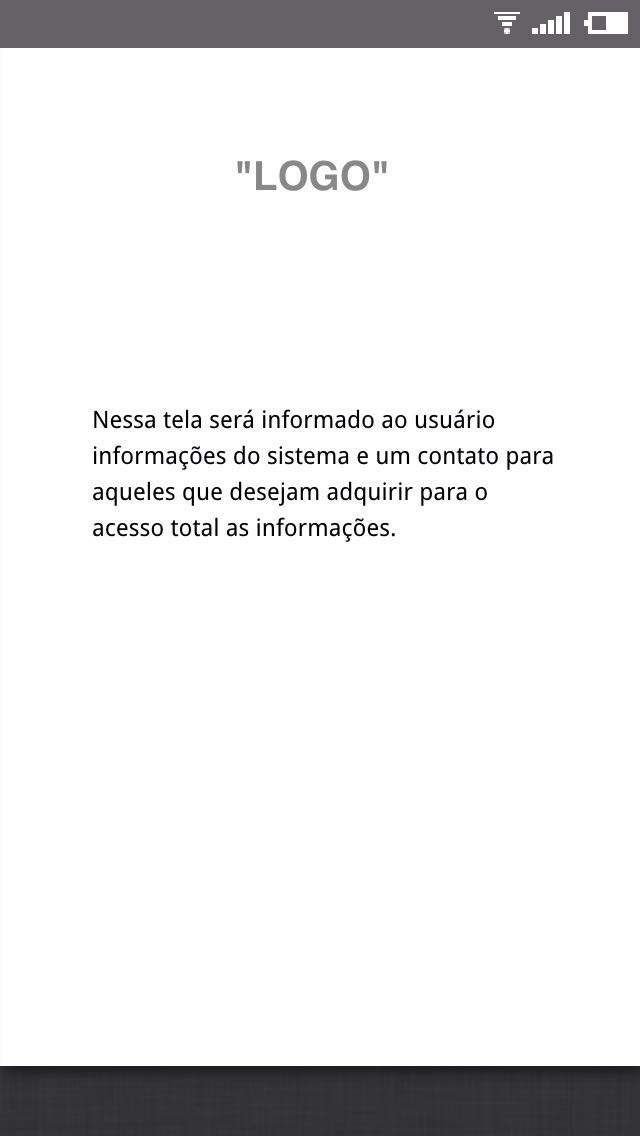 "LOGO"
Nessa tela será informado ao usuário
informações do sistema e um contato para
aqueles que desejam adquirir para o
acesso total as informações.